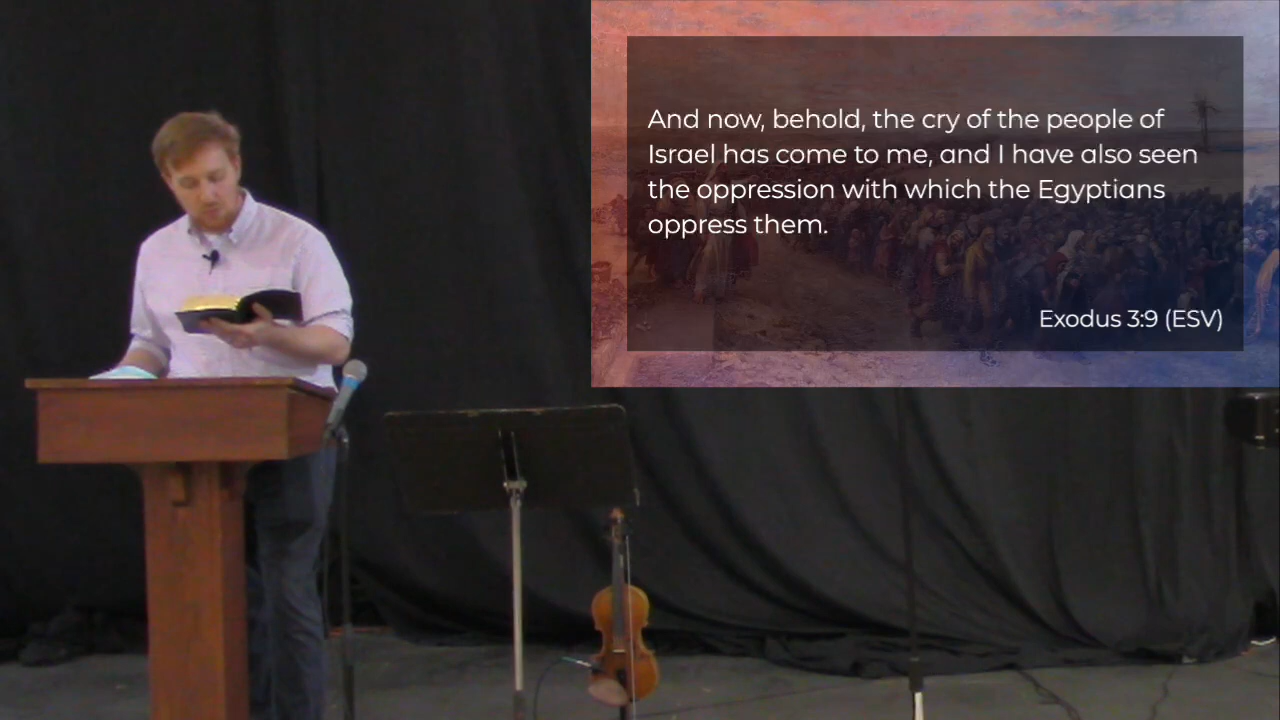 And now, behold, the cry of the people of
Israel has come to me, and I have also seen
the oppression with which the Egyptians
oppress them.
Exodus 3:9 (ESV)